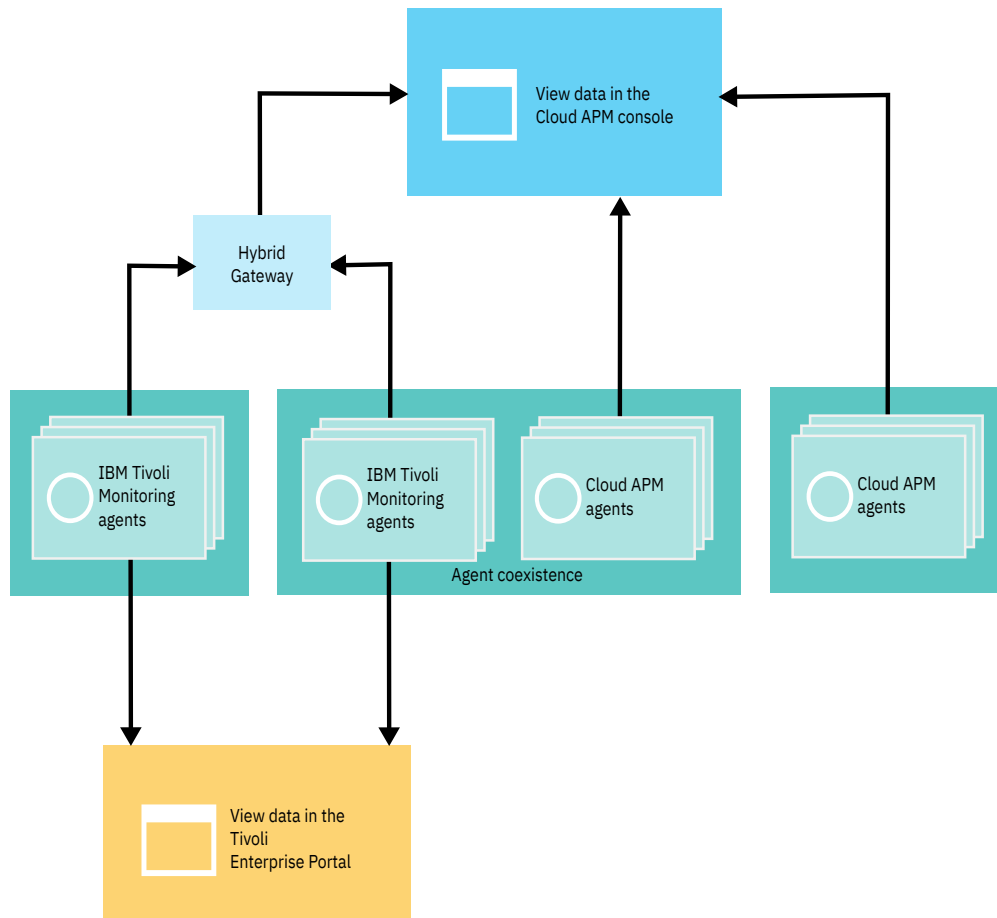 View data in the
Cloud APM console
Hybrid
Gateway
IBM Tivoli
Monitoring
agents
IBM Tivoli
Monitoring
agents
Cloud APM
agents
Cloud APM
agents
Agent coexistence
View data in the
Tivoli
Enterprise Portal